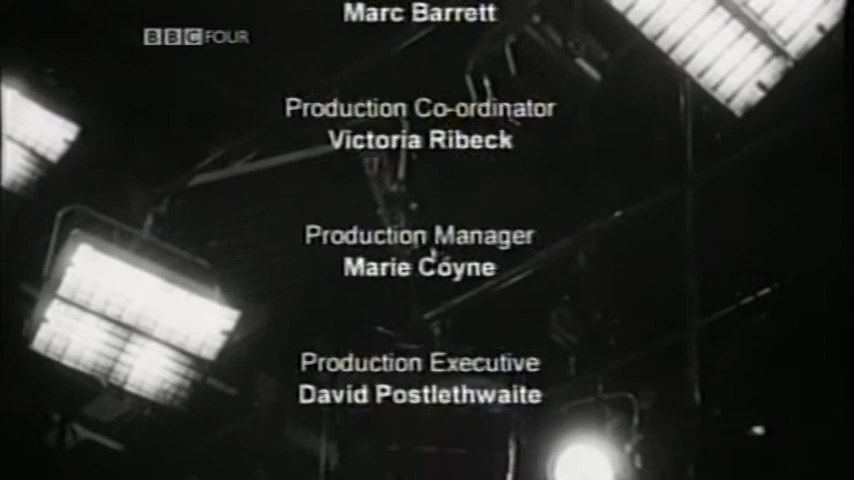 Marc Barrett
BBC FOUR
Production Co-ordinator
Victoria Ribeck
Production Manager
Marie Coyne
Production Executive
David Postlethwaite